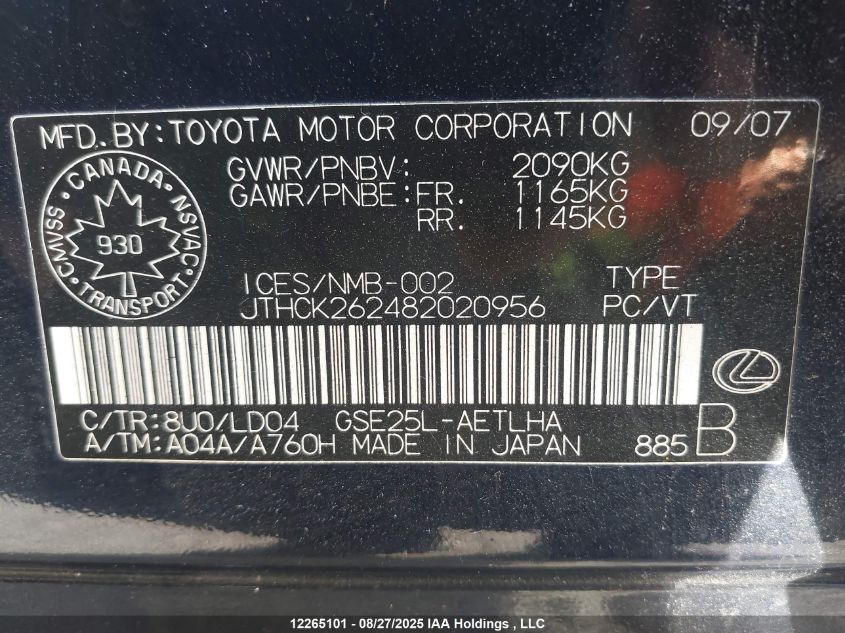 MFD. BY: TOYOTA MOTOR CORPORATION 09/07
GVWR/PNBV: 2090KG
GAWR/PNBE: FR. 1165KG
RR. 1145KG
CANADA
CMVSS 930 NSVAC
TRANSPORT
ICES/NMB-002 TYPE
JTHCK262482020956 PC/VT
C/TR: 8U0/LD04 GSE25L-AETLHA
A/TM: A04A/A760H MADE IN JAPAN 885 B
12265101 - 08/27/2025 IAA Holdings , LLC